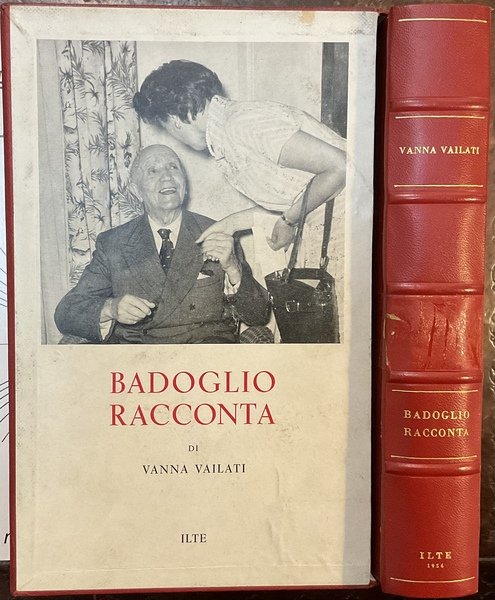 BADOGLIO
RACCONTA
DI
VANNA VAILATI
ILTE
VANNA VAILATI
BADOGLIO
RACCONTA
ILTE
1956